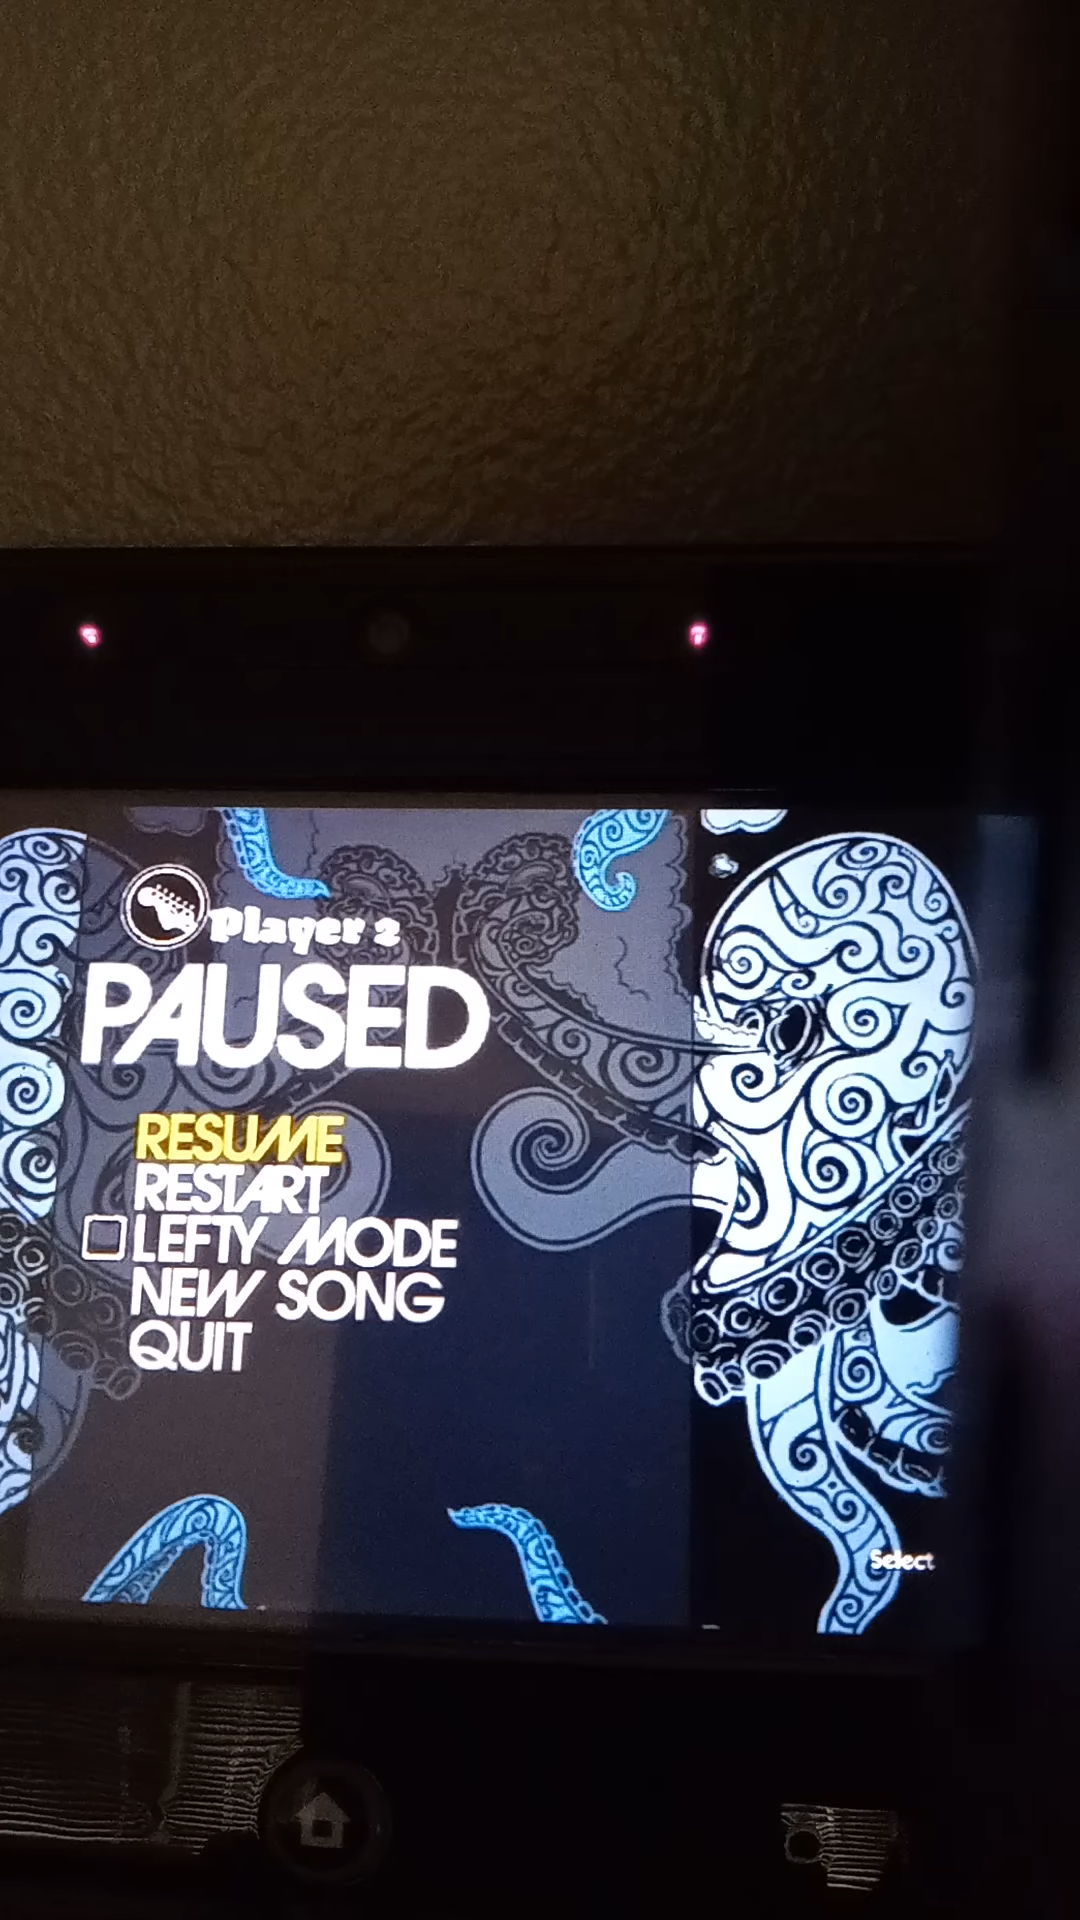 Player 2
PAUSED
RESUME
RESTART
LEFTY MODE
NEW SONG
QUIT
Select